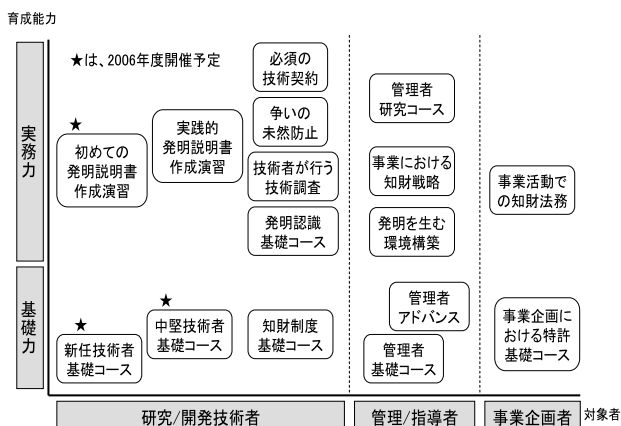 育成能力
★は、2006年度開催予定
実務力
★
初めての
発明説明書
作成演習
実践的
発明説明書
作成演習
必須の
技術契約
争いの
未然防止
技術者が行う
技術調査
発明認識
基礎コース
管理者
研究コース
事業における
知財戦略
発明を生む
環境構築
事業活動で
の知財法務
基礎力
★
新任技術者
基礎コース
★
中堅技術者
基礎コース
知財制度
基礎コース
管理者
アドバンス
管理者
基礎コース
事業企画に
おける特許
基礎コース
研究/開発技術者
管理/指導者
事業企画者
対象者